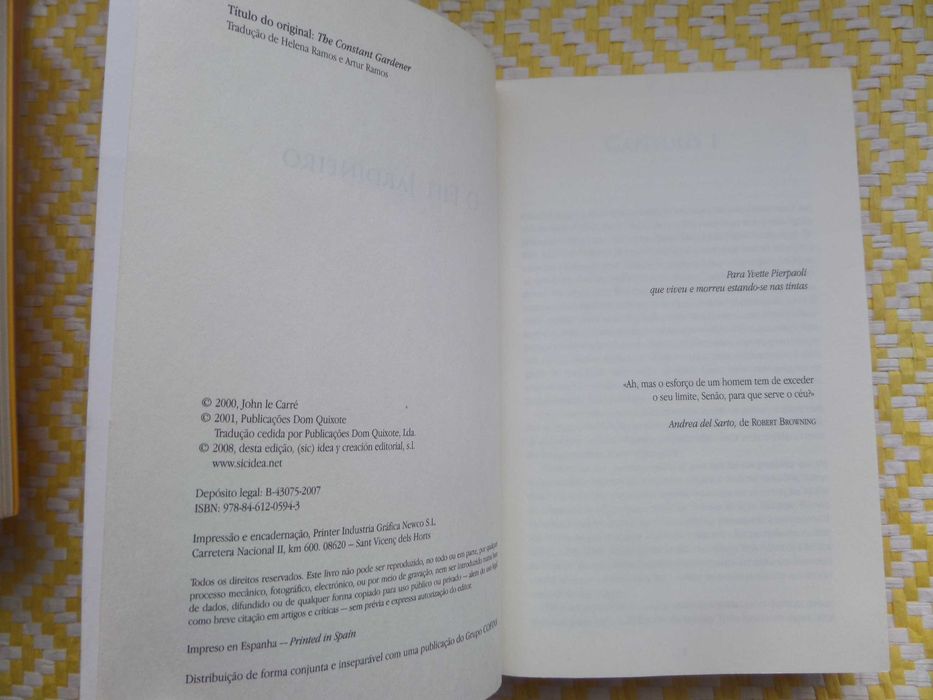 Título do original: The Constant Gardener
Tradução de Helena Ramos e Artur Ramos
O FIEL JARDINEIRO
© 2000, John le Carré
© 2001, Publicações Dom Quixote
Tradução cedida por Publicações Dom Quixote, Lda.
© 2008, desta edição, (sic) idea y creación editorial, s.l.
www.sicidea.net
Depósito legal: B-43075-2007
ISBN: 978-84-612-0594-3
Impressão e encadernação, Printer Industria Gráfica Newco S.L.
Carretera Nacional II, km 600. 08620 – Sant Vicenç dels Horts
Todos os direitos reservados. Este livro não pode ser reproduzido, no todo ou em parte, por qualquer
processo mecânico, fotográfico, electrónico, ou por meio de gravação, nem ser introduzido numa base
de dados, difundido ou de qualquer forma copiado para uso público ou privado – além do uso legal
como breve citação em artigos e críticas – sem prévia e expressa autorização do editor.
Impreso en Espanha – Printed in Spain
Distribuição de forma conjunta e inseparável com uma publicação do Grupo
CAPÍTULO I
Para Yvette Pierpaoli
que viveu e morreu estando-se nas tintas
«Ah, mas o esforço de um homem tem de exceder
o seu limite, Senão, para que serve o céu?»
Andrea del Sarto, de ROBERT BROWNING